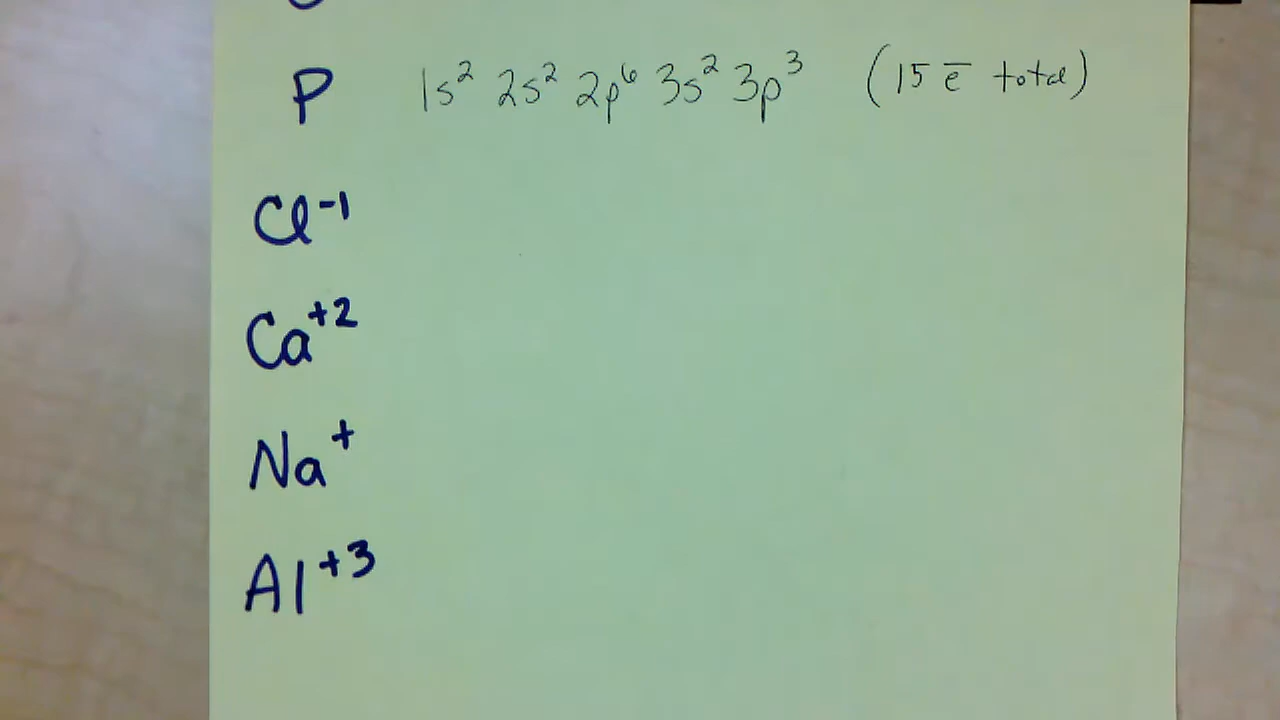 P 1s² 2s² 2p⁶ 3s² 3p³ (15 e̅ total)
Cl⁻¹
Ca⁺²
Na⁺
Al⁺³